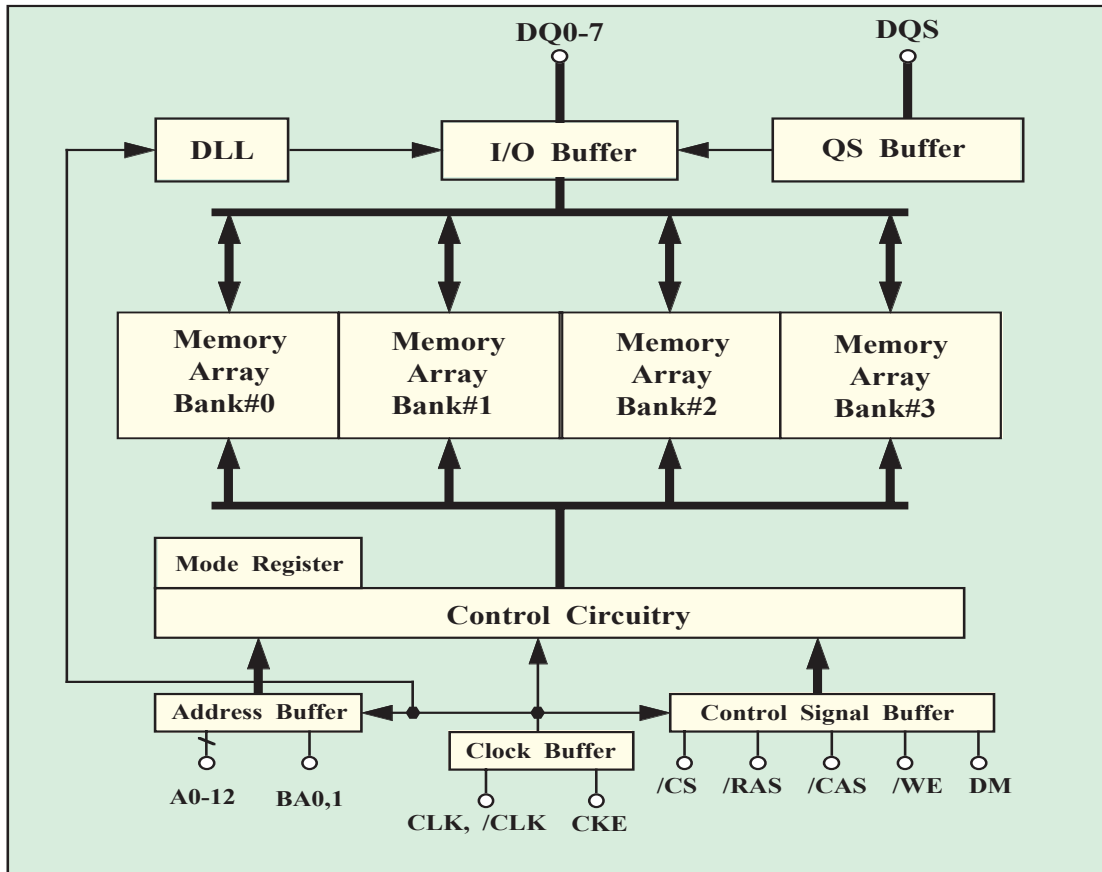 DQ0-7
DQS
DLL
I/O Buffer
QS Buffer
Memory
Array
Bank#0
Memory
Array
Bank#1
Memory
Array
Bank#2
Memory
Array
Bank#3
Mode Register
Control Circuitry
Address Buffer
Control Signal Buffer
Clock Buffer
A0-12
BA0,1
CLK, /CLK
CKE
/CS
/RAS
/CAS
/WE
DM